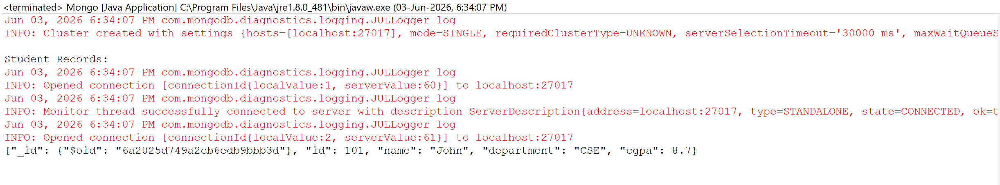 <terminated> Mongo [Java Application] C:\Program Files\Java\jre1.8.0_481\bin\javaw.exe (03-Jun-2026, 6:34:07 PM)
Jun 03, 2026 6:34:07 PM com.mongodb.diagnostics.logging.JULLogger log
INFO: Cluster created with settings {hosts=[localhost:27017], mode=SINGLE, requiredClusterType=UNKNOWN, serverSelectionTimeout='30000 ms', maxWaitQueueS
Student Records:
Jun 03, 2026 6:34:07 PM com.mongodb.diagnostics.logging.JULLogger log
INFO: Opened connection [connectionId{localValue:1, serverValue:60}] to localhost:27017
Jun 03, 2026 6:34:07 PM com.mongodb.diagnostics.logging.JULLogger log
INFO: Monitor thread successfully connected to server with description ServerDescription{address=localhost:27017, type=STANDALONE, state=CONNECTED, ok=t
Jun 03, 2026 6:34:07 PM com.mongodb.diagnostics.logging.JULLogger log
INFO: Opened connection [connectionId{localValue:2, serverValue:61}] to localhost:27017
{"_id": {"$oid": "6a2025d749a2cb6edb9bbb3d"}, "id": 101, "name": "John", "department": "CSE", "cgpa": 8.7}